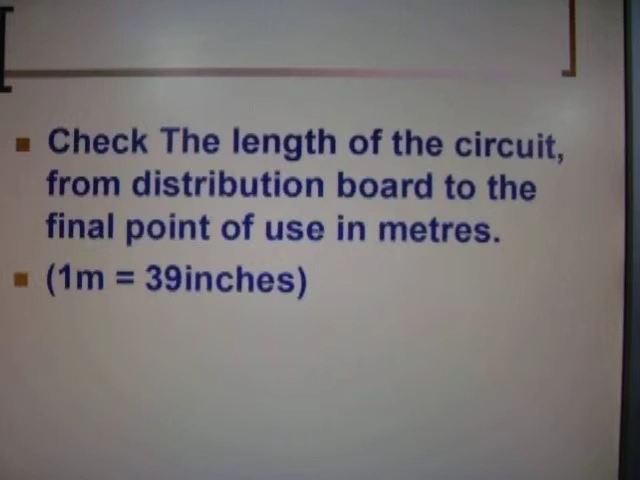 Check The length of the circuit,
from distribution board to the
final point of use in metres.
(1m = 39inches)